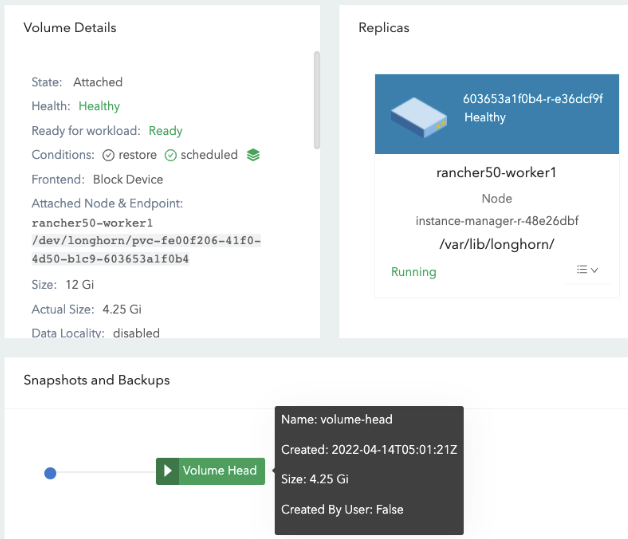 Volume Details
State: Attached
Health: Healthy
Ready for workload: Ready
Conditions: restore scheduled
Frontend: Block Device
Attached Node & Endpoint:
rancher50-worker1
/dev/longhorn/pvc-fe00f206-41f0-
4d50-b1c9-603653a1f0b4
Size: 12 Gi
Actual Size: 4.25 Gi
Data Locality: disabled
Replicas
603653a1f0b4-r-e36dcf9f
Healthy
rancher50-worker1
Node
instance-manager-r-48e26dbf
/var/lib/longhorn/
Running
Snapshots and Backups
Volume Head
Name: volume-head
Created: 2022-04-14T05:01:21Z
Size: 4.25 Gi
Created By User: False